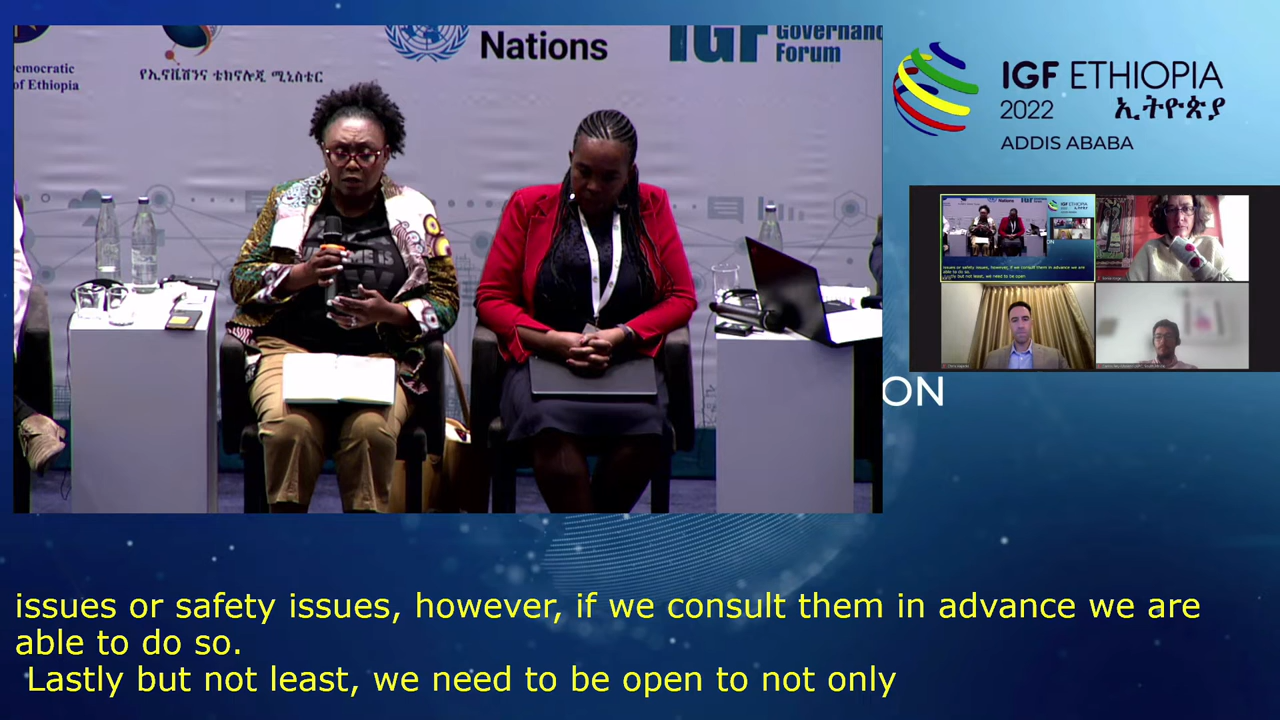 emocratic
of Ethiopia
የኢኖቬሽንና ቴክኖሎጂ ሚኒስቴር
Nations
IGF
Governanc
Forum
IGF ETHIOPIA
2022 ኢትዮጵያ
ADDIS ABABA
ON
issues or safety issues, however, if we consult them in advance we are
able to do so.
Lastly but not least, we need to be open to not only